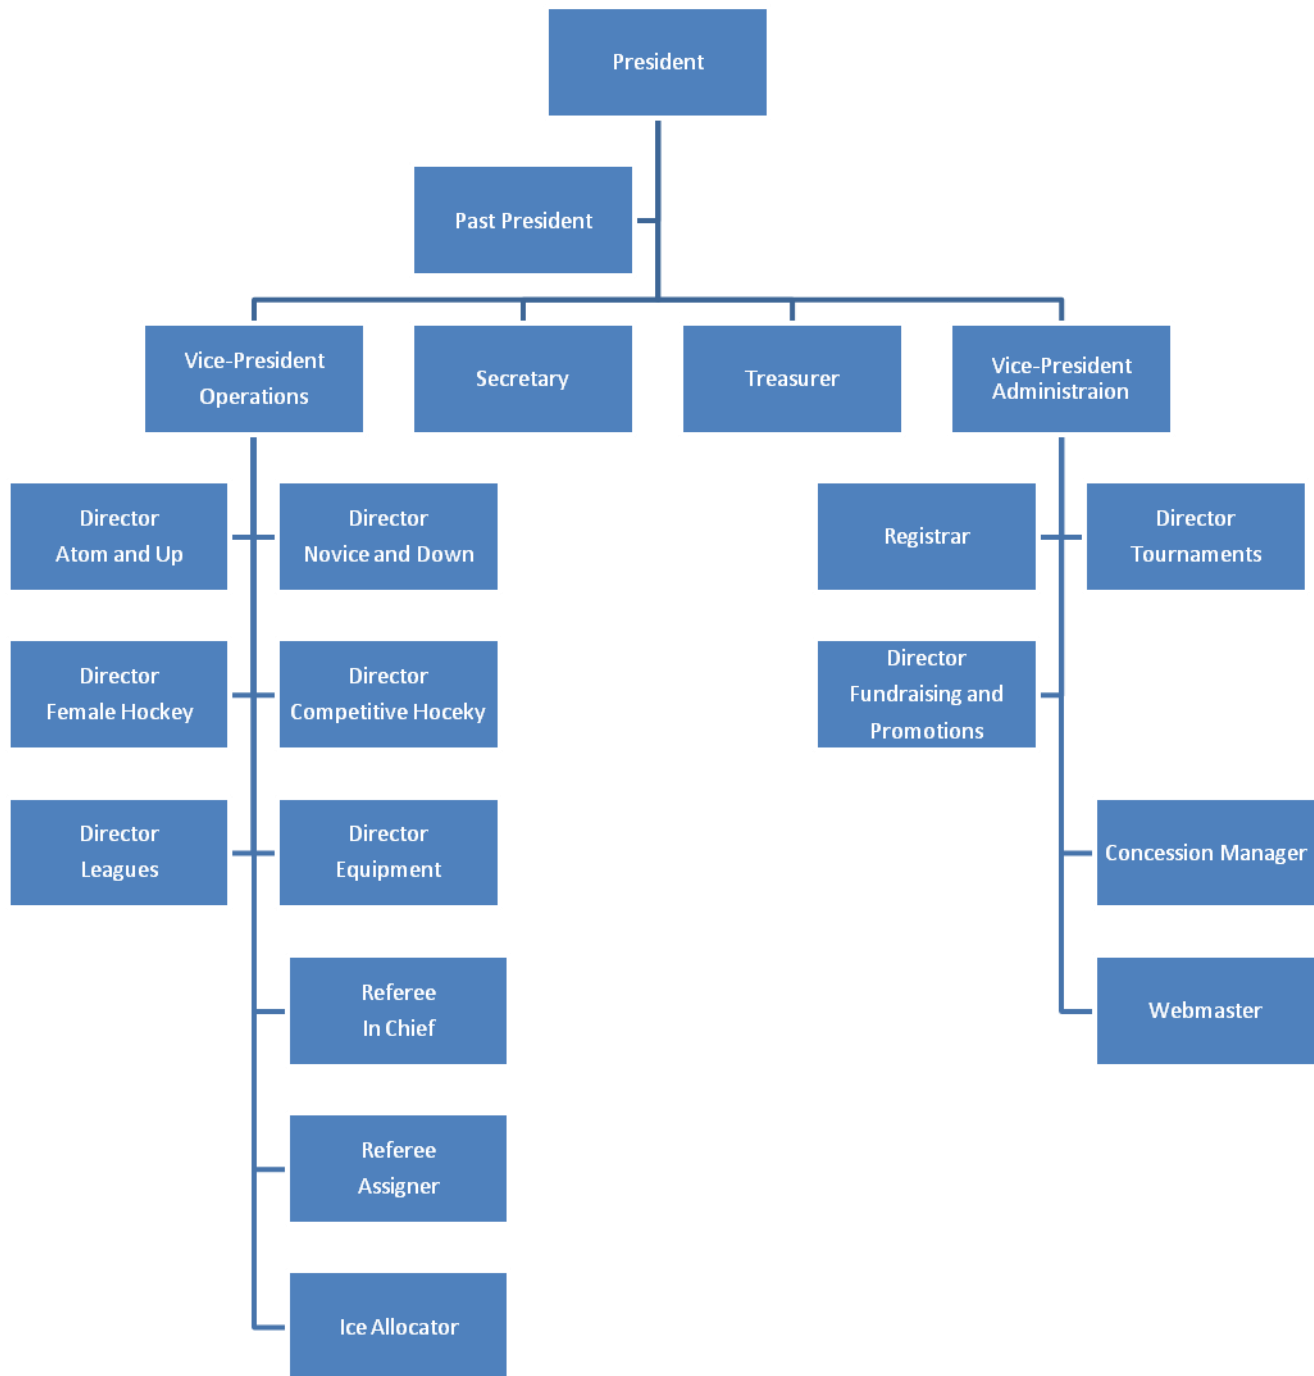 President
Past President
Vice-President
Operations
Secretary
Treasurer
Vice-President
Administraion
Director
Atom and Up
Director
Novice and Down
Registrar
Director
Tournaments
Director
Female Hockey
Director
Competitive Hoceky
Director
Fundraising and
Promotions
Director
Leagues
Director
Equipment
Concession Manager
Referee
In Chief
Webmaster
Referee
Assigner
Ice Allocator